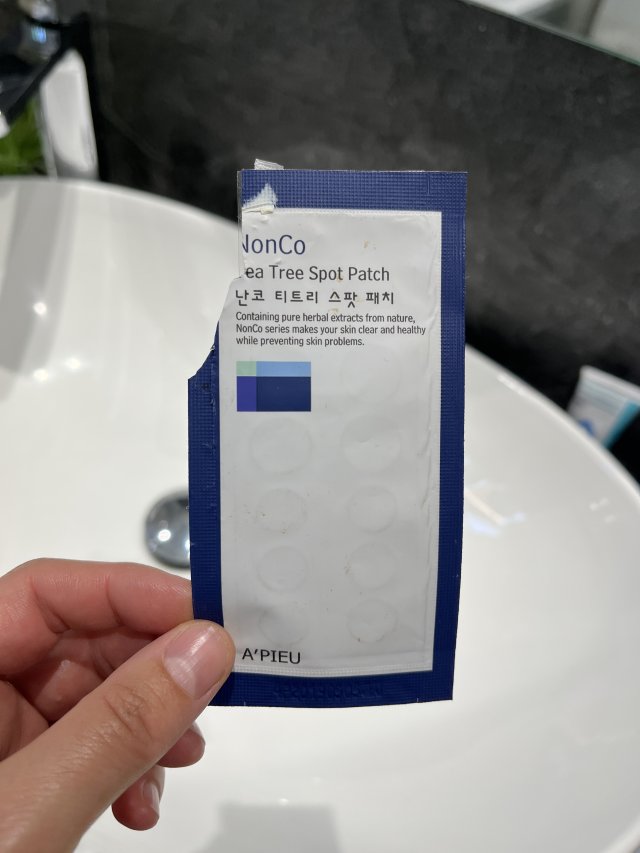 NonCo
ea Tree Spot Patch
난코 티트리 스팟 패치
Containing pure herbal extracts from nature,
NonCo series makes your skin clear and healthy
while preventing skin problems.
A'PIEU